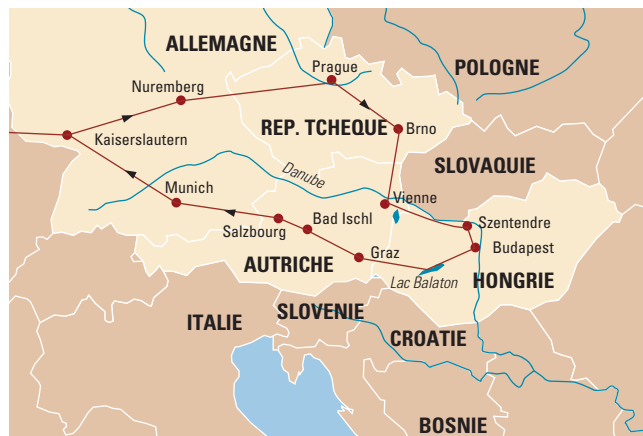 ALLEMAGNE
Prague
POLOGNE
Nuremberg
REP. TCHEQUE
Brno
Kaiserslautern
SLOVAQUIE
Danube
Munich
Vienne
Szentendre
Bad Ischl
Salzbourg
Budapest
Graz
AUTRICHE
Lac Balaton
HONGRIE
SLOVENIE
ITALIE
CROATIE
BOSNIE